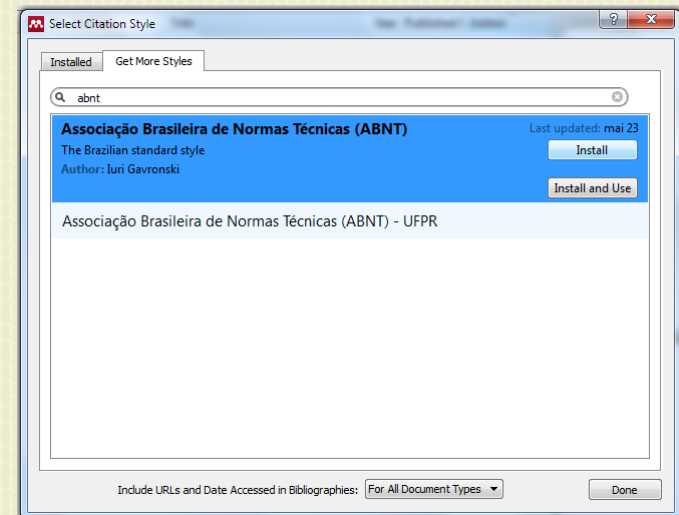 Select Citation Style
Installed
Get More Styles
abnt
Associação Brasileira de Normas Técnicas (ABNT)
Last updated: mai 23
The Brazilian standard style
Install
Author: Iuri Gavronski
Install and Use
Associação Brasileira de Normas Técnicas (ABNT) - UFPR
Include URLs and Date Accessed in Bibliographies: For All Document Types
Done